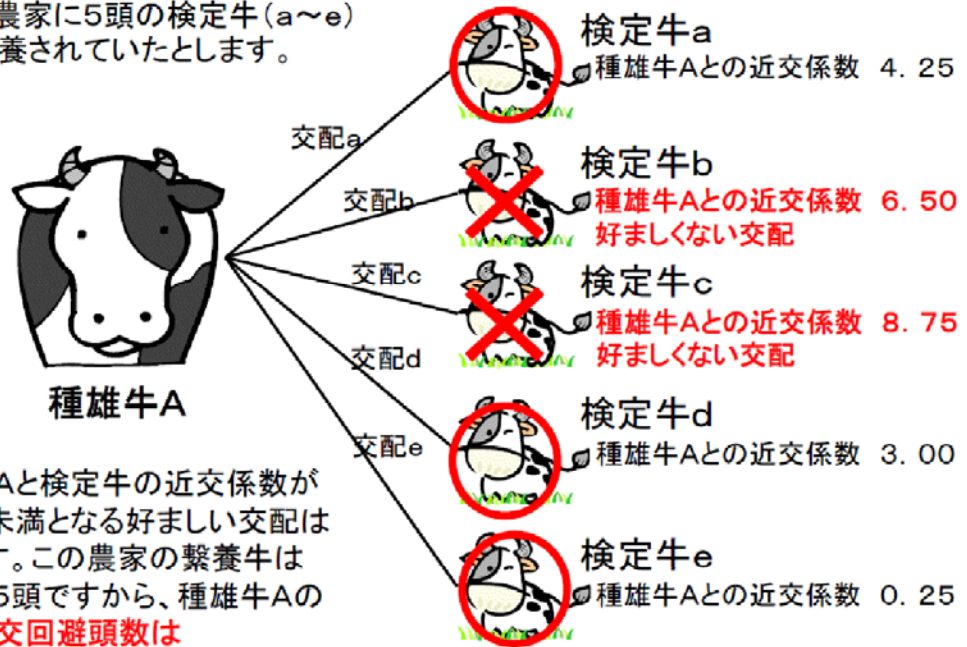 農家に5頭の検定牛(a～e)
養されていたとします。
検定牛a
種雄牛Aとの近交係数 4.25
交配a
検定牛b
種雄牛Aとの近交係数 6.50
好ましくない交配
交配b
検定牛c
種雄牛Aとの近交係数 8.75
好ましくない交配
交配c
交配d
種雄牛A
検定牛d
種雄牛Aとの近交係数 3.00
交配e
検定牛e
種雄牛Aとの近交係数 0.25
Aと検定牛の近交係数が
未満となる好ましい交配は
す。この農家の繋養牛は
5頭ですから、種雄牛Aの
交回避頭数は